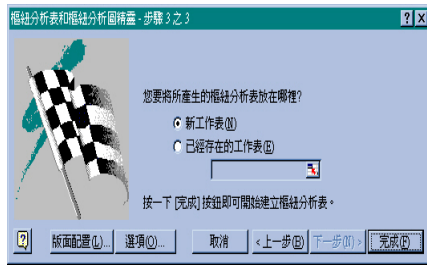 樞紐分析表和樞紐分析圖精靈 - 步驟 3 之 3
您要將所產生的樞紐分析表放在哪裡?
新工作表(N)
已經存在的工作表(E)
按一下 [完成] 按鈕即可開始建立樞紐分析表。
版面配置(L)... 選項(O)... 取消 <上一步(B) 下一步(N)> 完成(F)